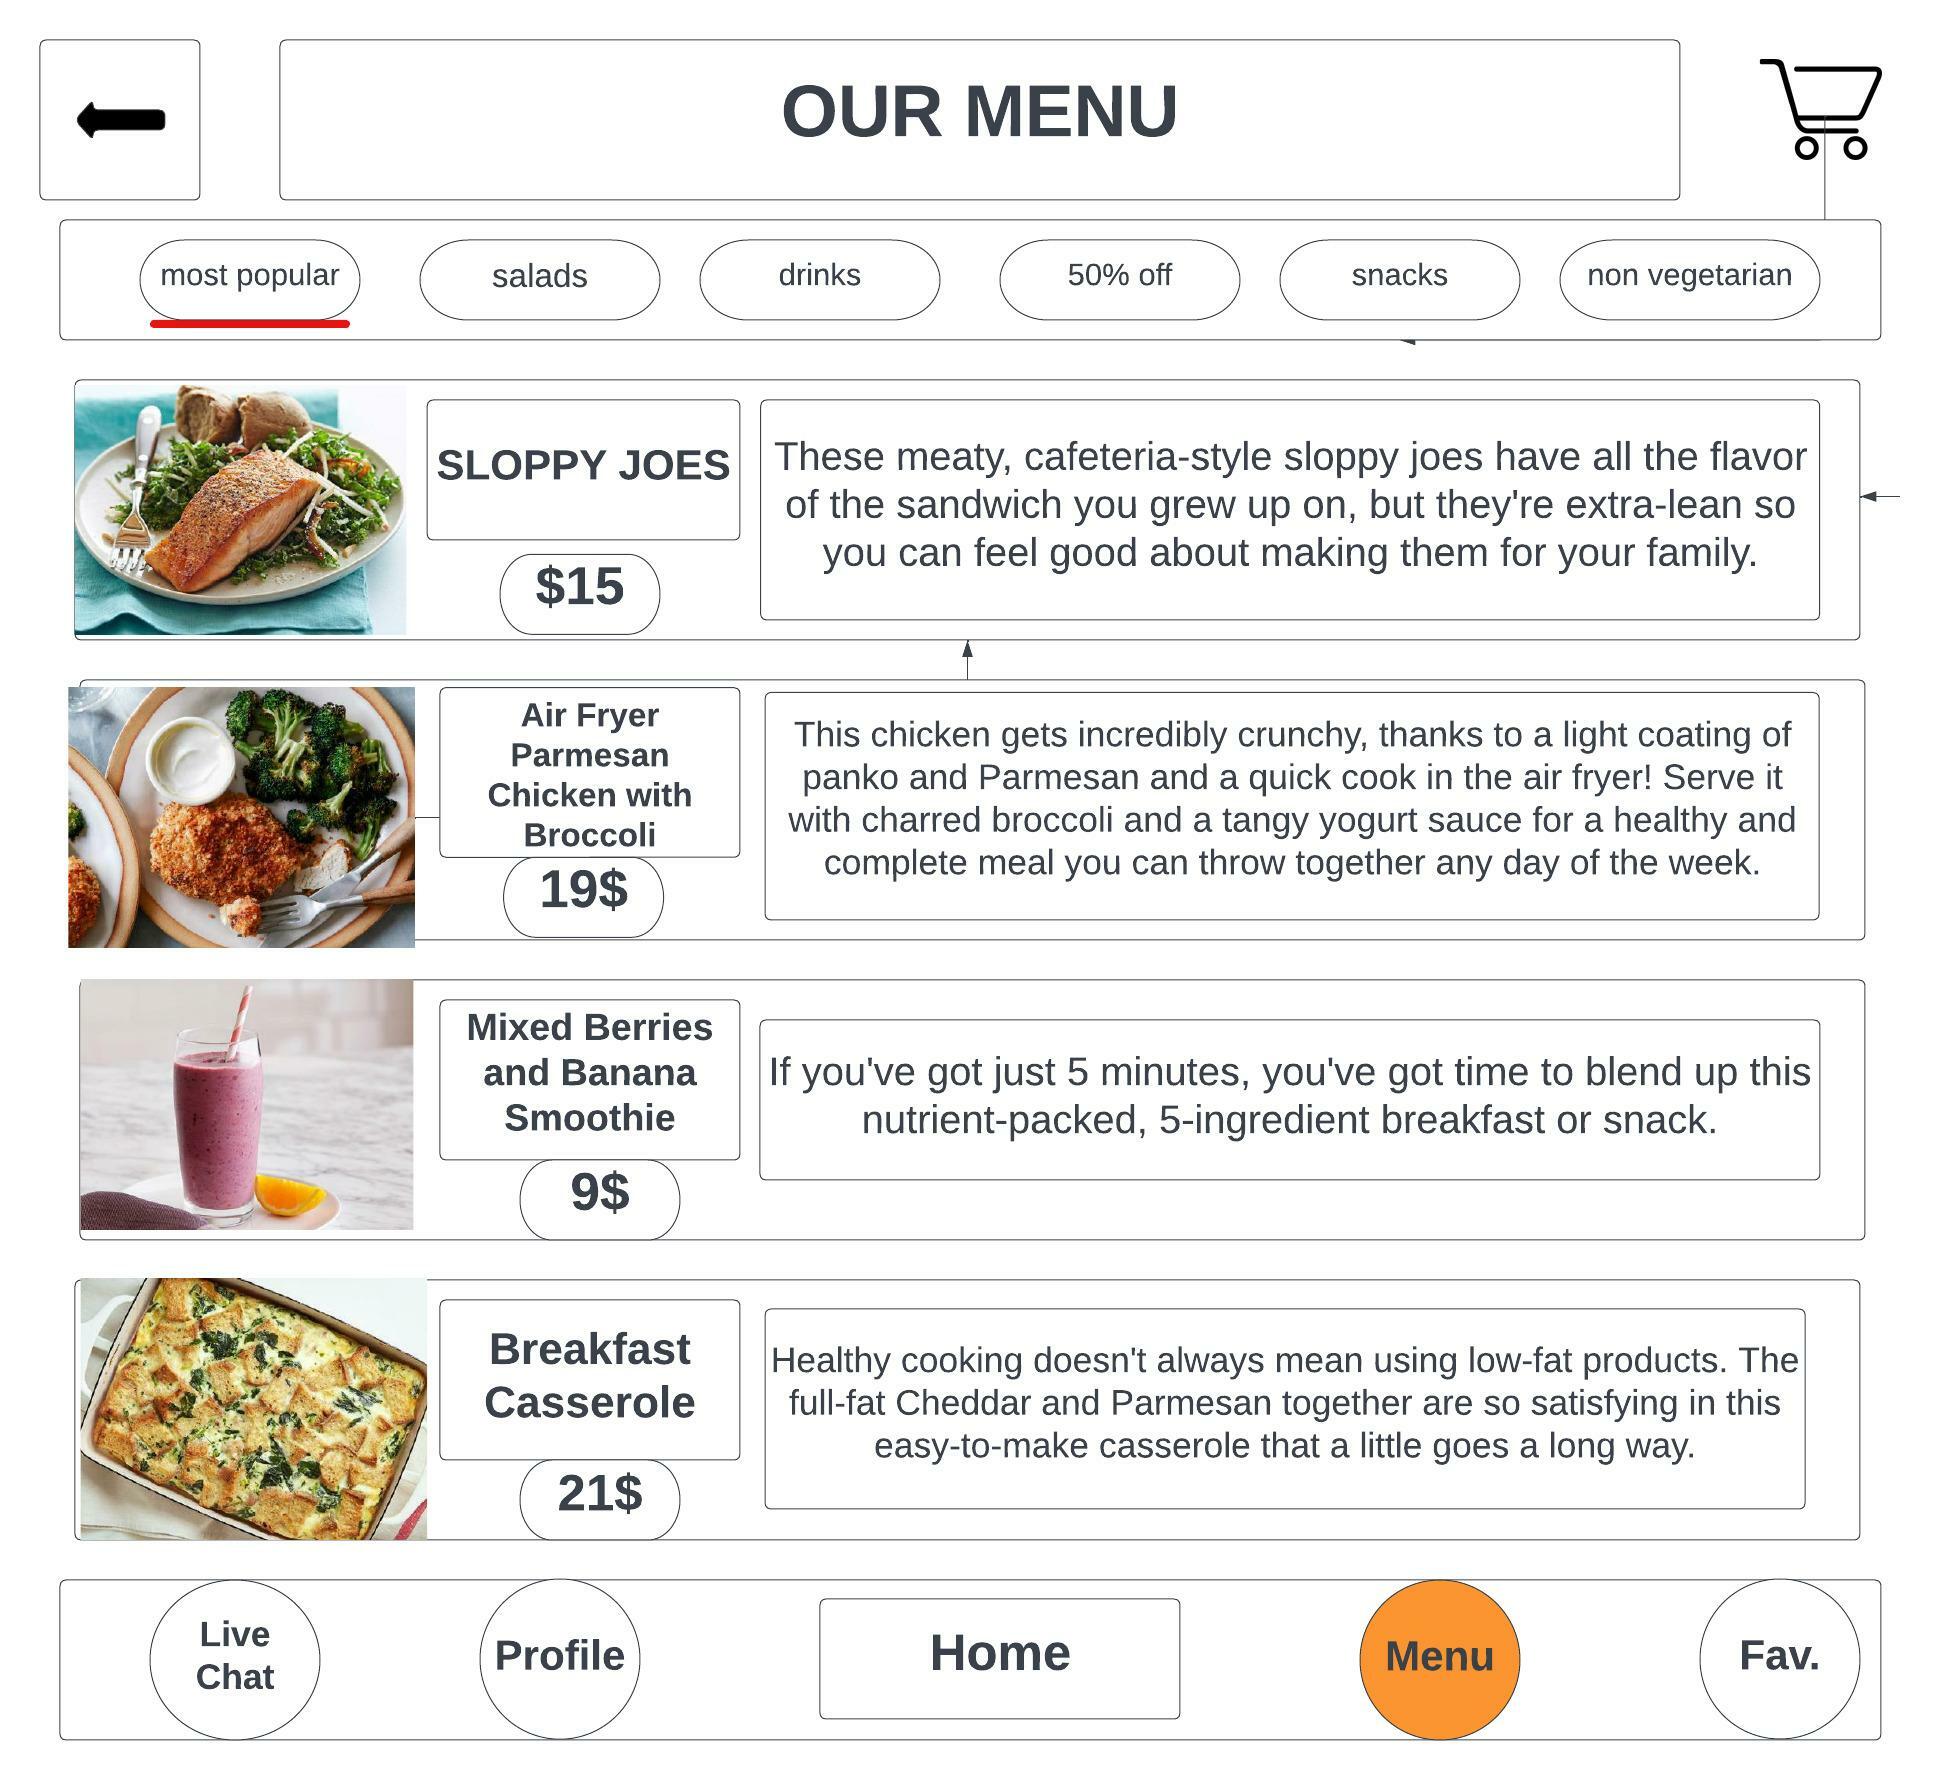 OUR MENU
most popular
salads
drinks
50% off
snacks
non vegetarian
SLOPPY JOES
$15
These meaty, cafeteria-style sloppy joes have all the flavor
of the sandwich you grew up on, but they're extra-lean so
you can feel good about making them for your family.
Air Fryer
Parmesan
Chicken with
Broccoli
19$
This chicken gets incredibly crunchy, thanks to a light coating of
panko and Parmesan and a quick cook in the air fryer! Serve it
with charred broccoli and a tangy yogurt sauce for a healthy and
complete meal you can throw together any day of the week.
Mixed Berries
and Banana
Smoothie
9$
If you've got just 5 minutes, you've got time to blend up this
nutrient-packed, 5-ingredient breakfast or snack.
Breakfast
Casserole
21$
Healthy cooking doesn't always mean using low-fat products. The
full-fat Cheddar and Parmesan together are so satisfying in this
easy-to-make casserole that a little goes a long way.
Live
Chat
Profile
Home
Menu
Fav.